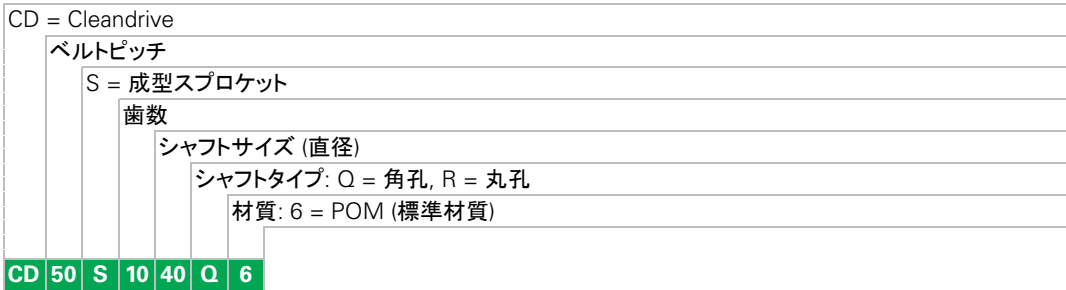 CD = Cleandrive
ベルトピッチ
S = 成型スプロケット
歯数
シャフトサイズ (直径)
シャフトタイプ: Q = 角孔, R = 丸孔
材質: 6 = POM (標準材質)
CD 50 S 10 40 Q 6